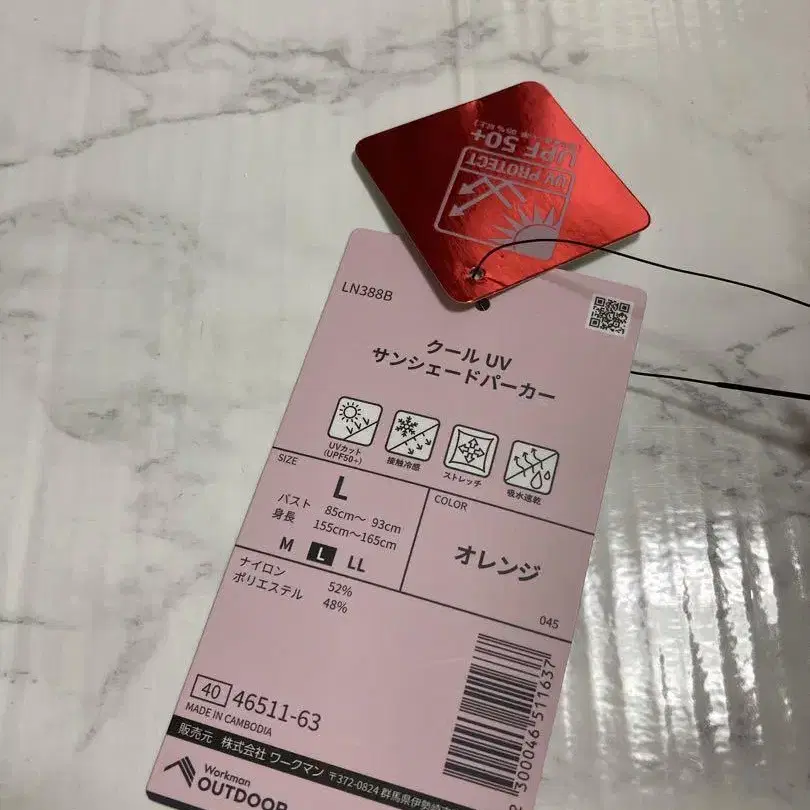 UPF 50+
UV PROTECT
LN388B
クール UV
サンシェードパーカー
UVカット
(UPF50+)
接触冷感
ストレッチ
吸水速乾
SIZE
L
バスト 85cm～ 93cm
身長 155cm～165cm
M L LL
COLOR
オレンジ
045
ナイロン 52%
ポリエステル 48%
40 46511-63
MADE IN CAMBODIA
販売元 株式会社 ワークマン 〒372-0824 群馬県伊勢崎市
Workman
OUTDOOR
2300046511637